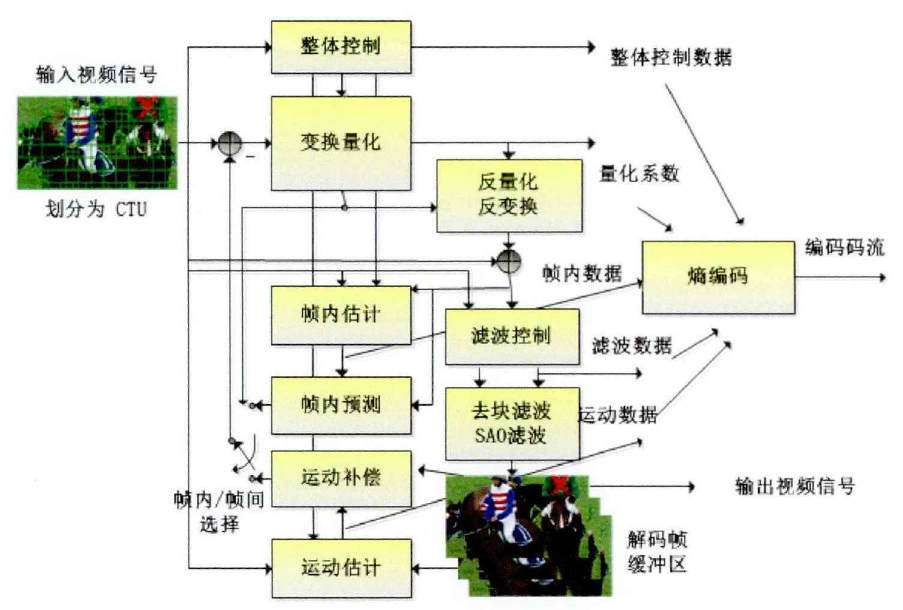 整体控制
整体控制数据
输入视频信号
变换量化
量化系数
反量化
反变换
划分为 CTU
编码码流
帧内数据
熵编码
帧内估计
滤波控制
滤波数据
帧内预测
去块滤波
SAO滤波
运动数据
运动补偿
帧内/帧间
选择
输出视频信号
解码帧
缓冲区
运动估计